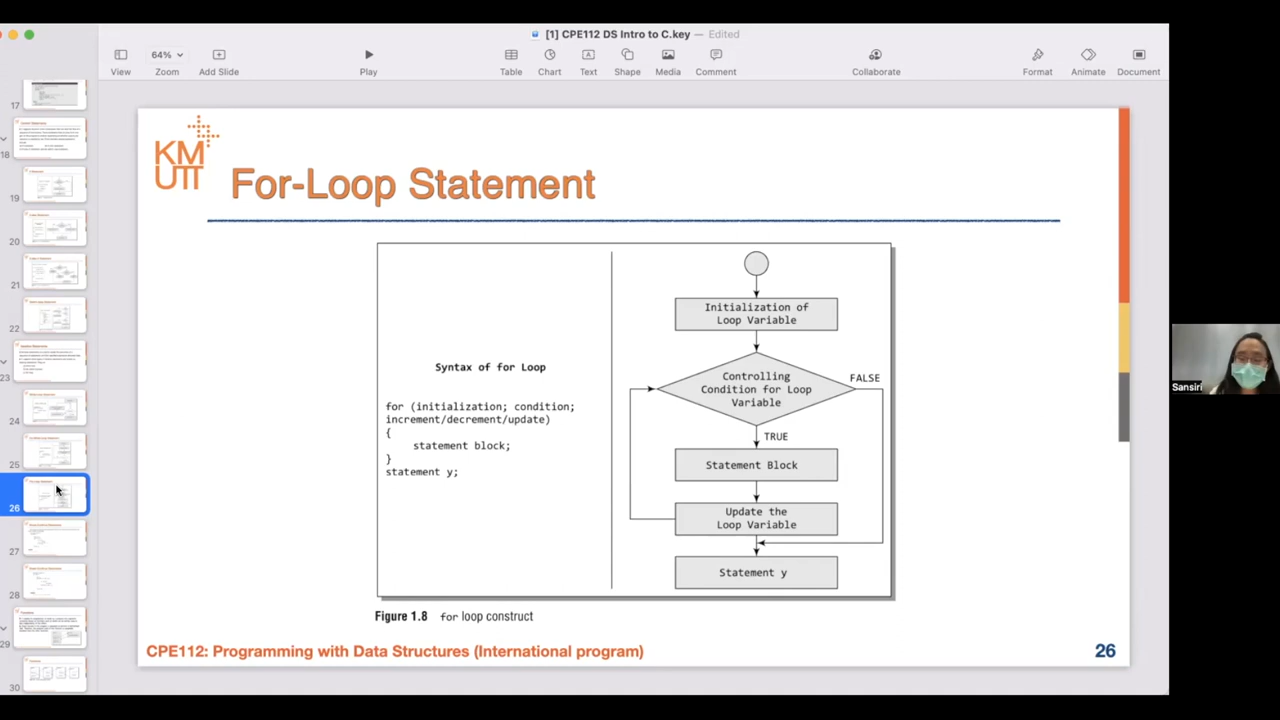 [1] CPE112 DS Intro to C.key — Edited
64%
View
Zoom
Add Slide
Play
Table
Chart
Text
Shape
Media
Comment
Collaborate
Format
Animate
Document
17
18
19
20
21
22
23
24
25
26
27
28
29
30
KM
UTT
For-Loop Statement
Syntax of for Loop
for (initialization; condition;
increment/decrement/update)
{
statement block;
}
statement y;
Initialization of
Loop Variable
Controlling
Condition for Loop
Variable
FALSE
TRUE
Statement Block
Update the
Loop Variable
Statement y
Figure 1.8 for loop construct
CPE112: Programming with Data Structures (International program)
26
Sansiri